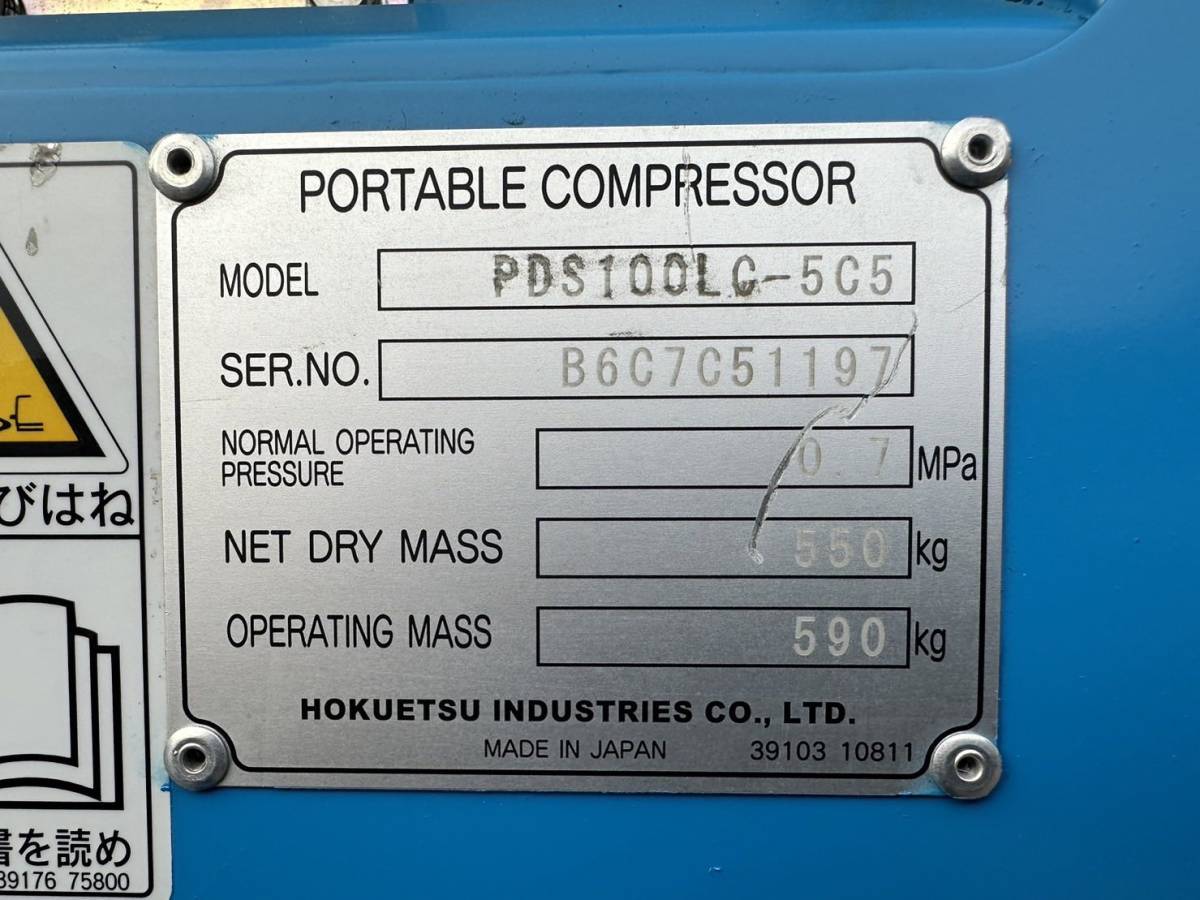 PORTABLE COMPRESSOR
MODEL PDS100LC-5C5
SER.NO. B6C7C51197
NORMAL OPERATING
PRESSURE 0.7 MPa
NET DRY MASS 550 kg
OPERATING MASS 590 kg
HOKUETSU INDUSTRIES CO., LTD.
MADE IN JAPAN 39103 10811
びはね
書を読め
39176 75800